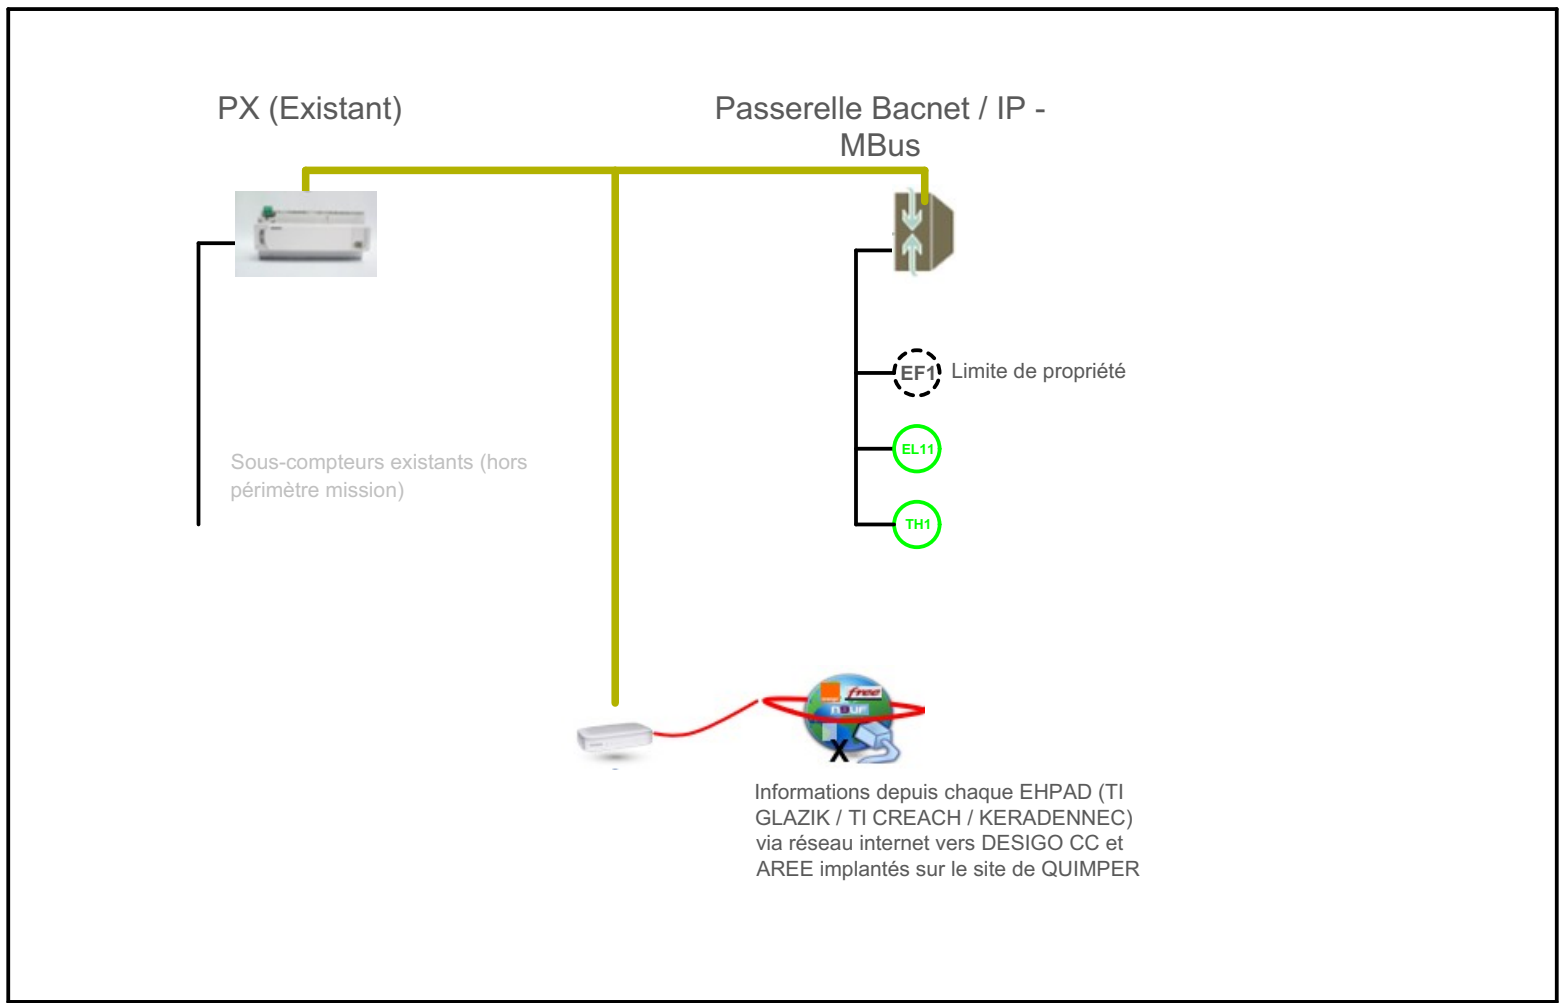 PX (Existant)
Passerelle Bacnet / IP -
MBus
EF1
Limite de propriété
EL11
TH1
Sous-compteurs existants (hors
périmètre mission)
free
neuf
X
Informations depuis chaque EHPAD (TI
GLAZIK / TI CREACH / KERADENNEC)
via réseau internet vers DESIGO CC et
AREE implantés sur le site de QUIMPER